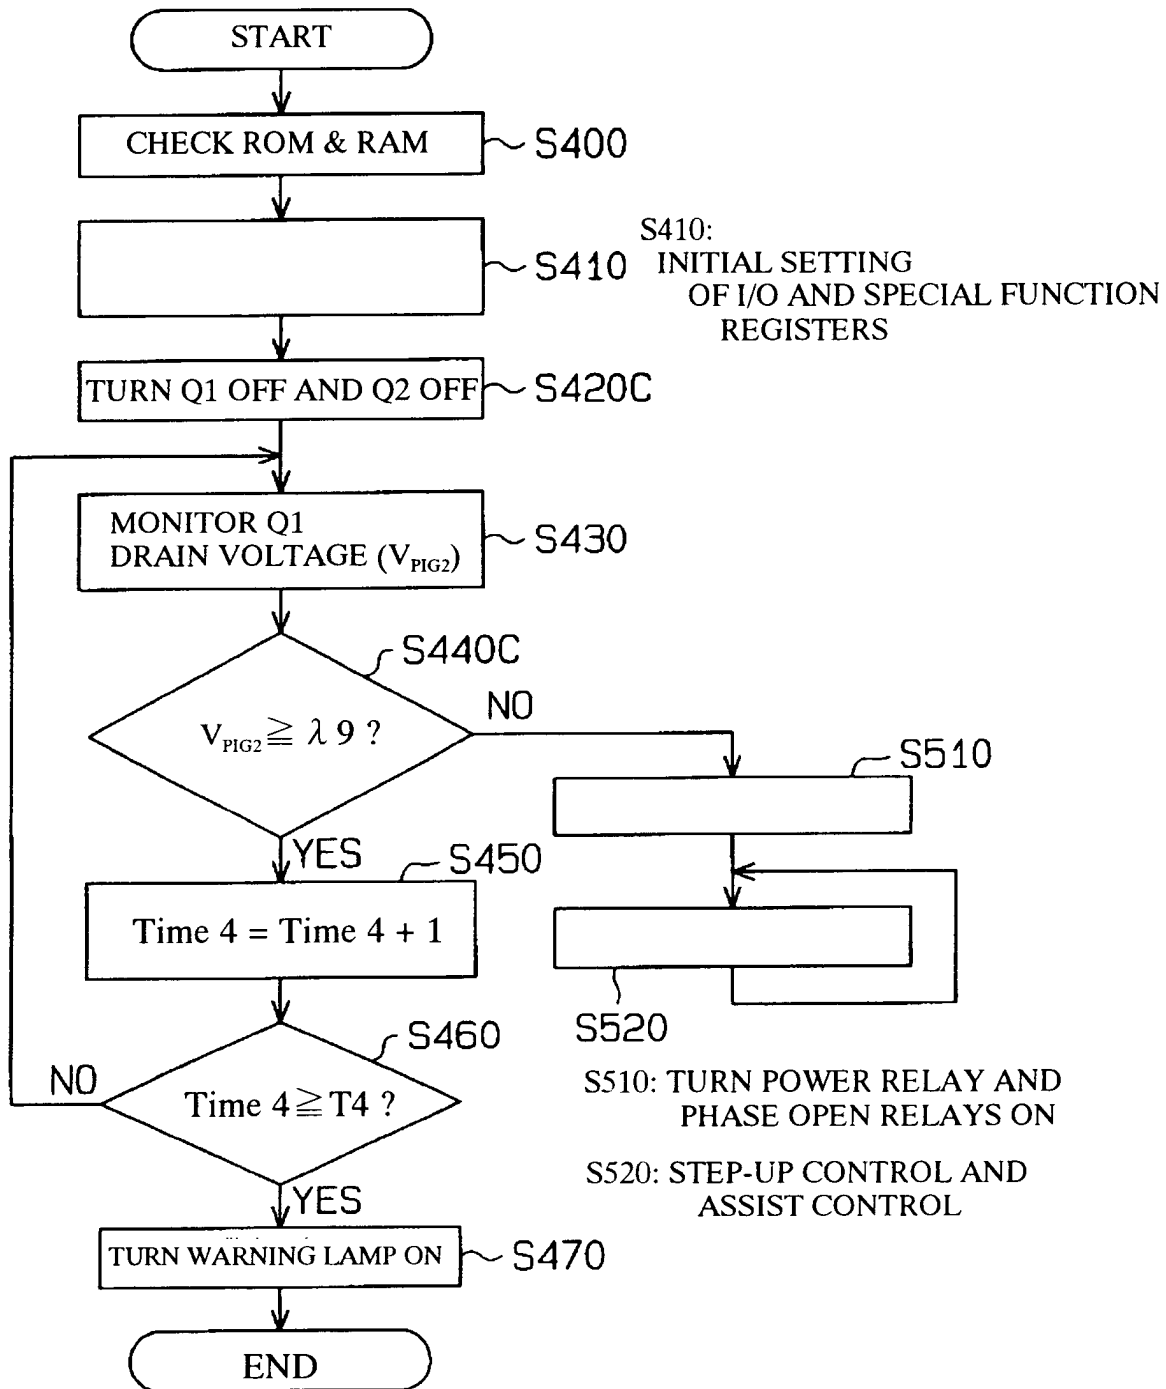 START
CHECK ROM & RAM
S400
S410
S410:
INITIAL SETTING
OF I/O AND SPECIAL FUNCTION
REGISTERS
TURN Q1 OFF AND Q2 OFF
S420C
MONITOR Q1
DRAIN VOLTAGE (V_PIG2)
S430
S440C
V_PIG2 ≧ λ 9 ?
NO
S510
YES
S450
Time 4 = Time 4 + 1
S520
S460
NO
Time 4 ≧ T4 ?
S510: TURN POWER RELAY AND
PHASE OPEN RELAYS ON
S520: STEP-UP CONTROL AND
ASSIST CONTROL
YES
TURN WARNING LAMP ON
S470
END